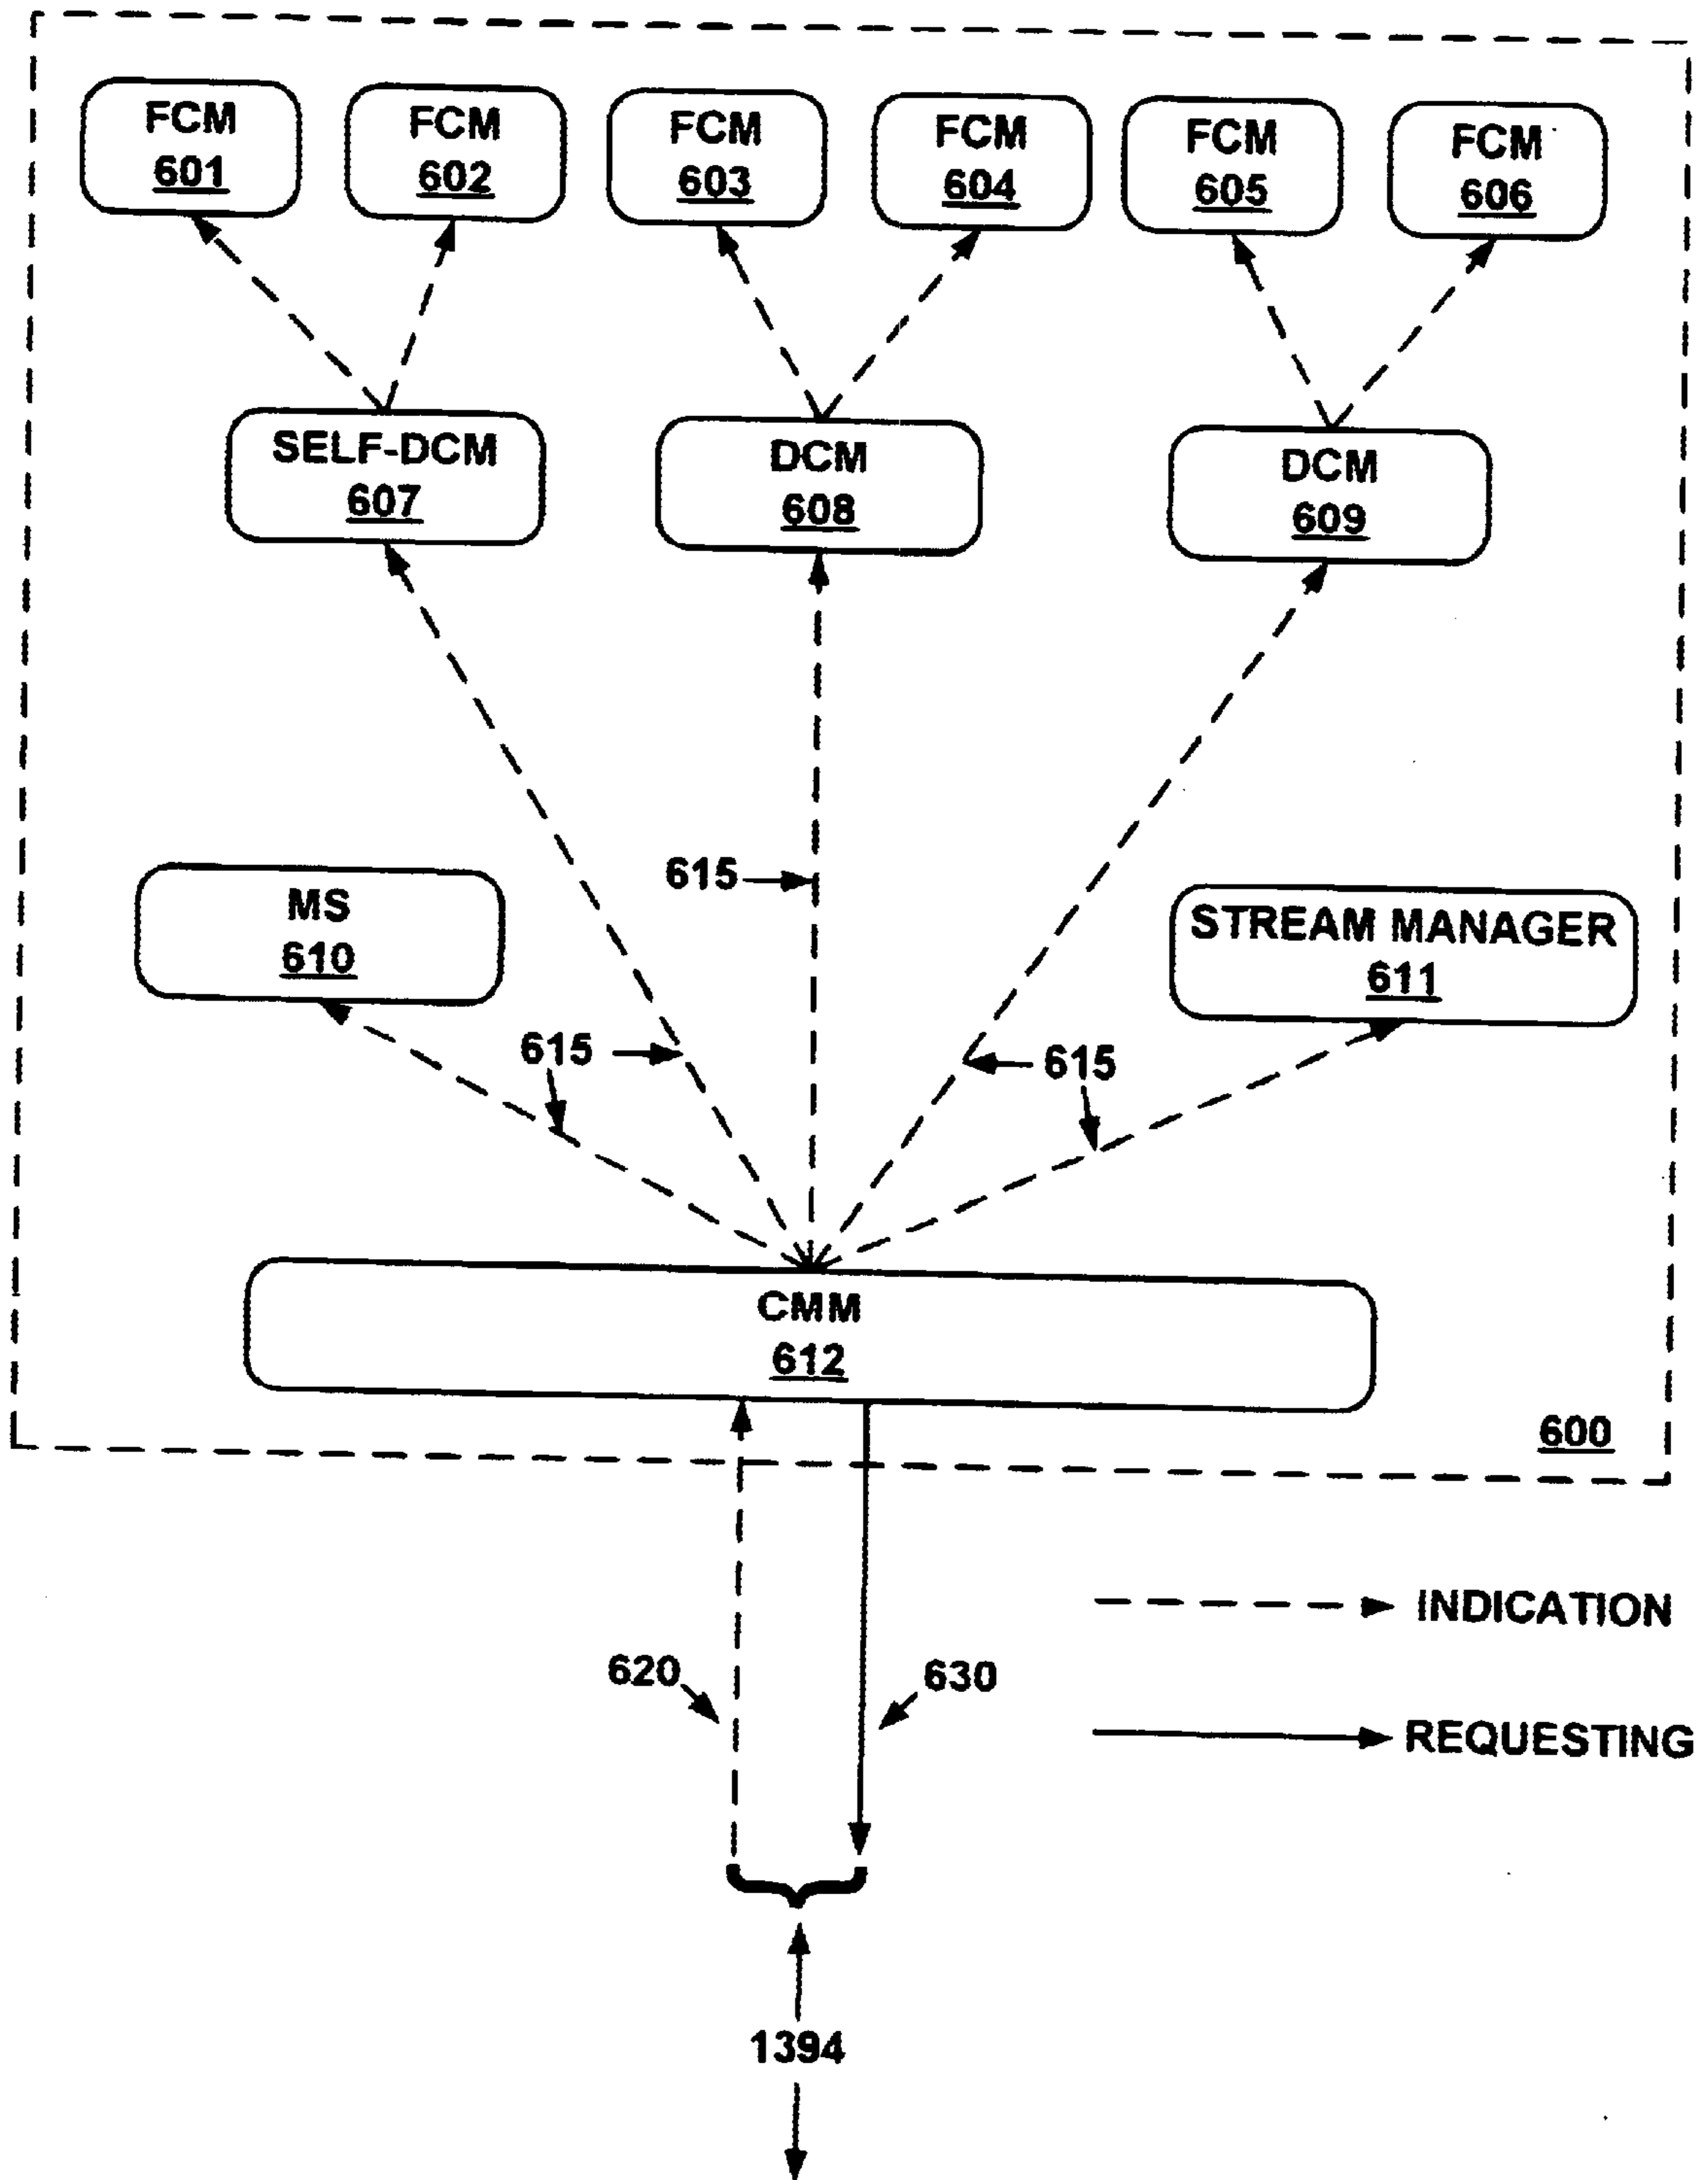 FCM
601
FCM
602
FCM
603
FCM
604
FCM
605
FCM
606
SELF-DCM
607
DCM
608
DCM
609
615
MS
610
STREAM MANAGER
611
615
615
CMM
612
600
INDICATION
620
630
REQUESTING
1394